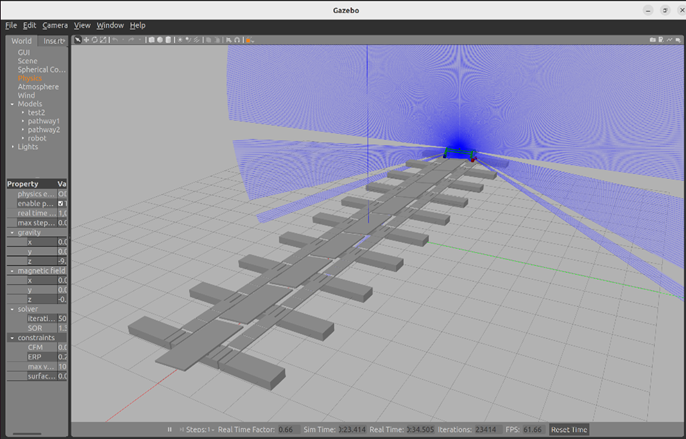 Gazebo
File Edit Camera View Window Help
World Insert
GUI
Scene
Spherical Co...
Physics
Atmosphere
Wind
Models
test2
pathway1
pathway2
robot
Lights
Property Va
physics e... OD
enable p...
real time ... 1,0
max step... 0.0
gravity
x 0.0
y 0.0
z -9.
magnetic field
x 0.0
y 0.0
z -0.
solver
iterati... 50
SOR 1.3
constraints
CFM 0.0
ERP 0.2
max v... 10
surfac... 0.0
Steps: 1 Real Time Factor: 0.66 Sim Time: 23.414 Real Time: 34.505 Iterations: 23414 FPS: 61.66 Reset Time